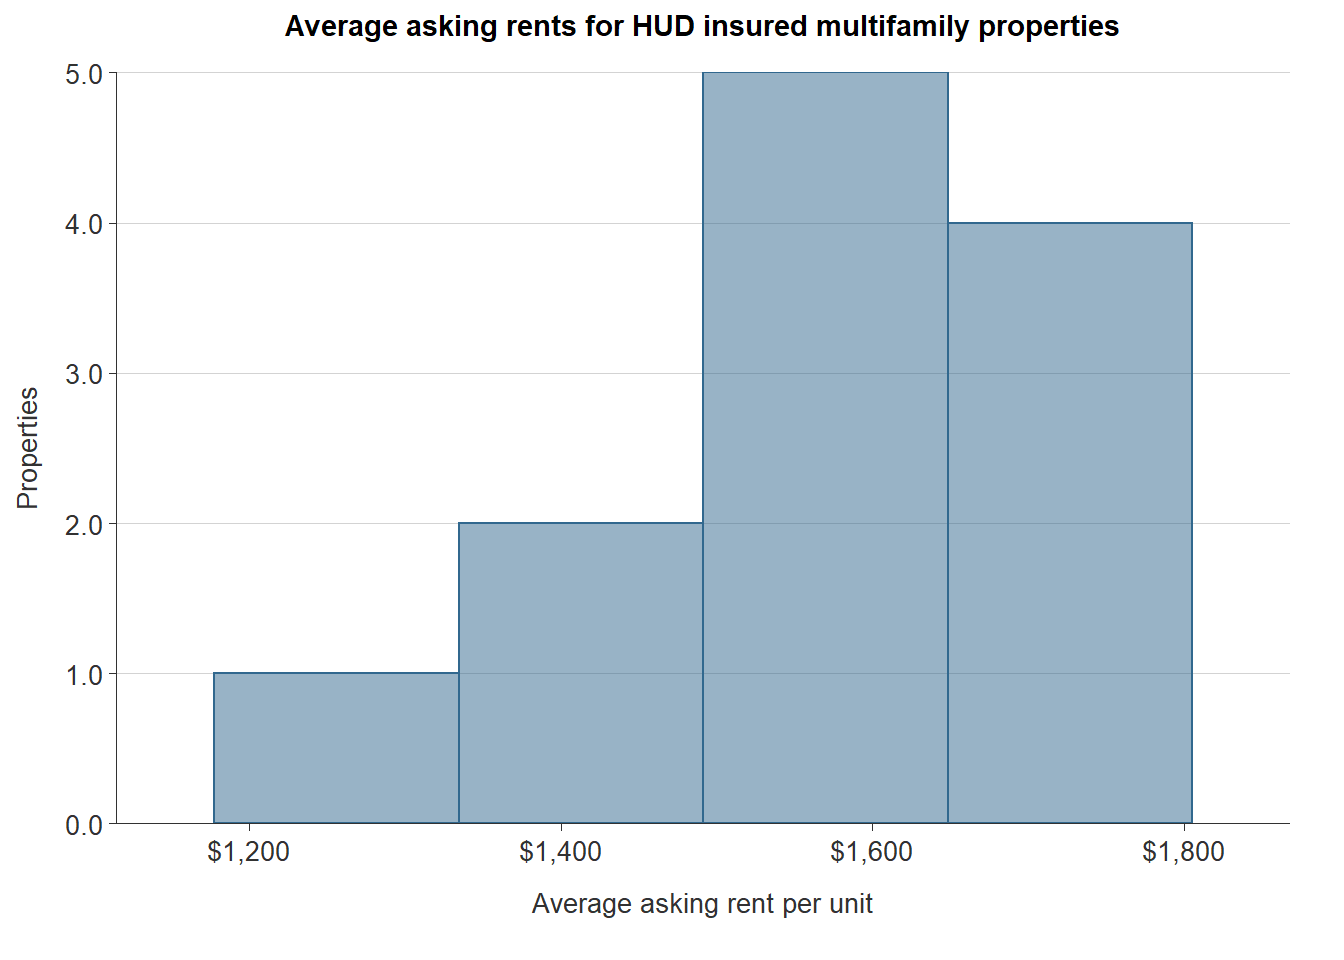 Average asking rents for HUD insured multifamily properties
5.0
4.0
3.0
2.0
1.0
0.0
Properties
$1,200 $1,400 $1,600 $1,800
Average asking rent per unit